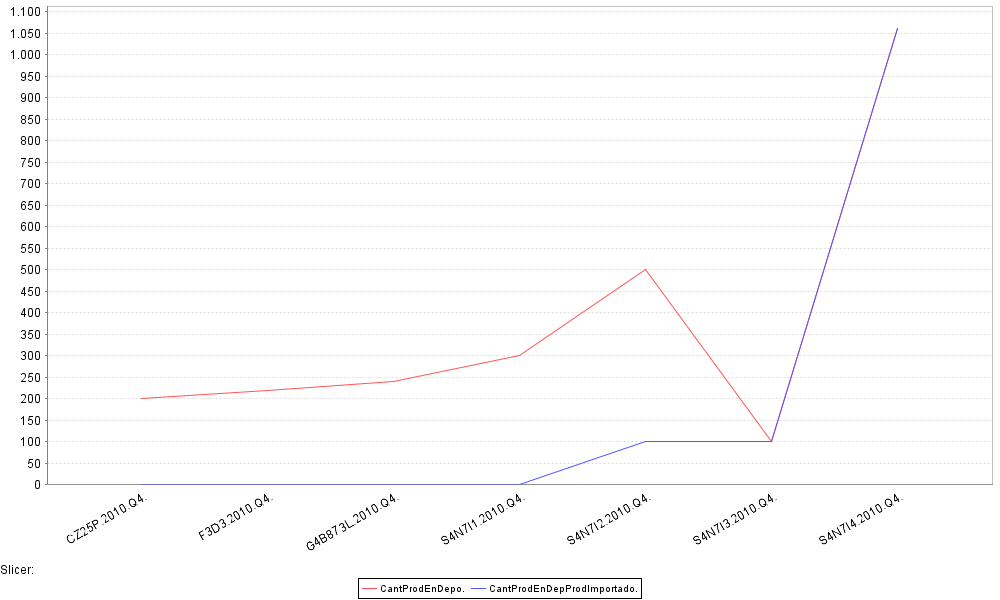 1.100
1.050
1.000
950
900
850
800
750
700
650
600
550
500
450
400
350
300
250
200
150
100
50
0
CZ25P.2010.Q4.
F3D3.2010.Q4.
G4B873L.2010.Q4.
S4N7I1.2010.Q4.
S4N7I2.2010.Q4.
S4N7I3.2010.Q4.
S4N7I4.2010.Q4.
Slicer:
CantProdEnDepo. CantProdEnDepProdImportado.